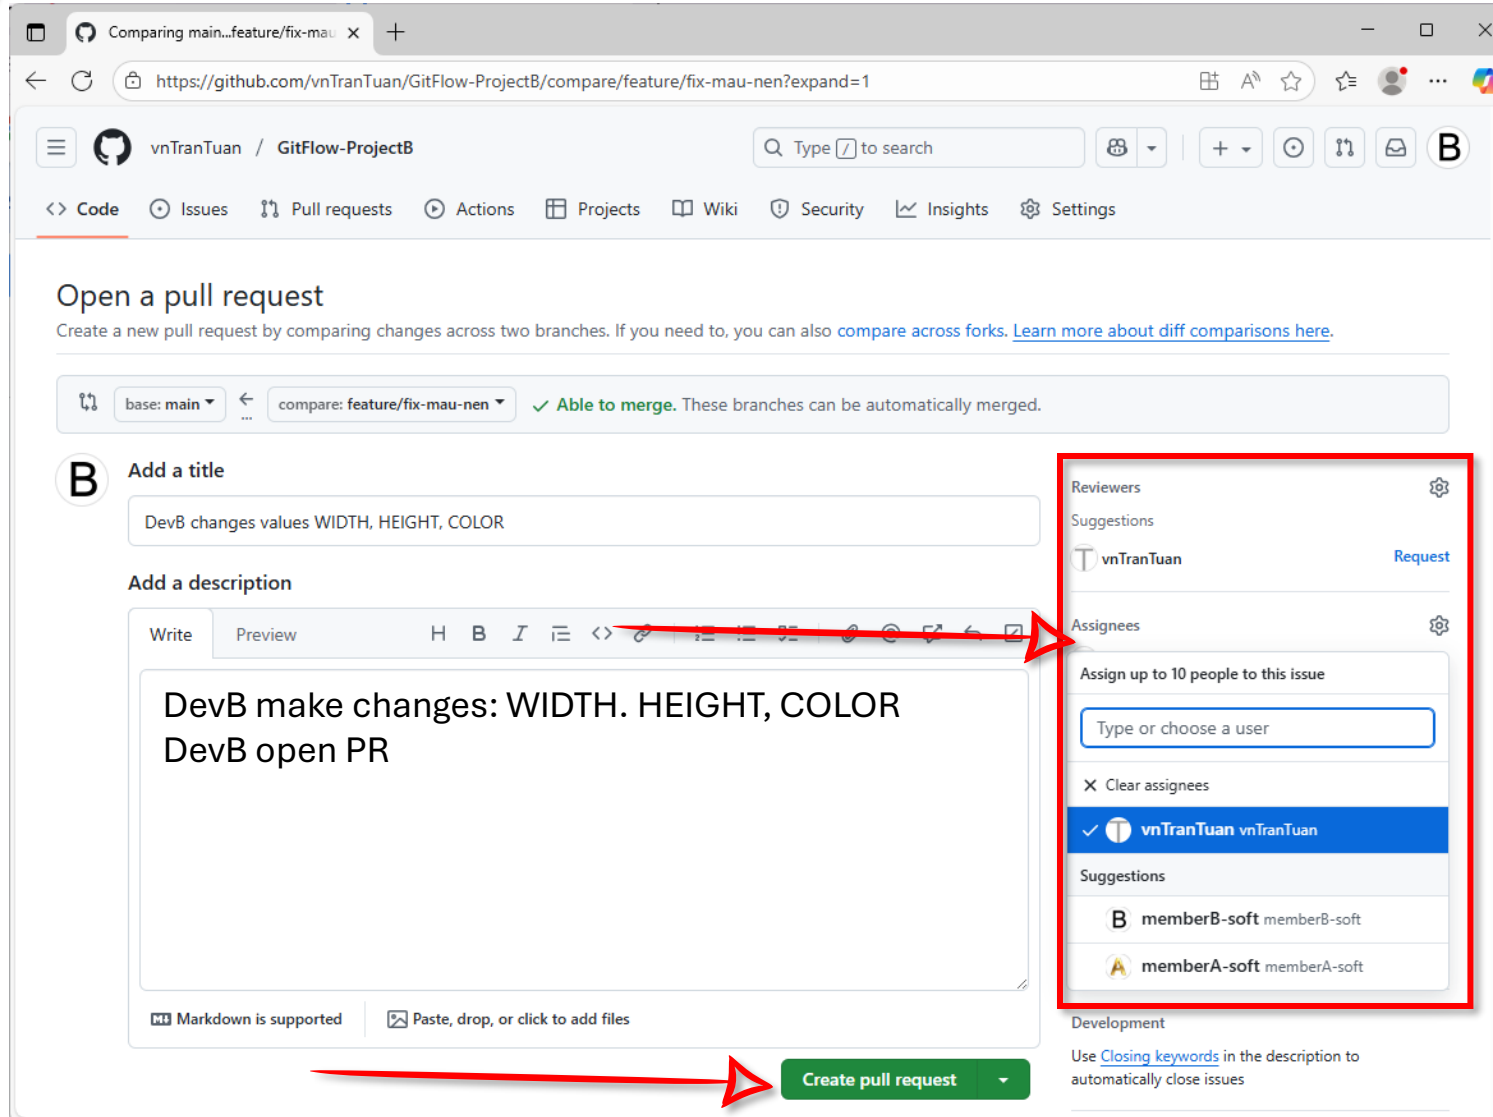 Comparing main...feature/fix-mau
https://github.com/vnTranTuan/GitFlow-ProjectB/compare/feature/fix-mau-nen?expand=1
vnTranTuan / GitFlow-ProjectB
Type / to search
B
Code Issues Pull requests Actions Projects Wiki Security Insights Settings
Open a pull request
Create a new pull request by comparing changes across two branches. If you need to, you can also compare across forks. Learn more about diff comparisons here.
base: main compare: feature/fix-mau-nen Able to merge. These branches can be automatically merged.
B
Add a title
DevB changes values WIDTH, HEIGHT, COLOR
Add a description
Write Preview H B I
DevB make changes: WIDTH. HEIGHT, COLOR
DevB open PR
Markdown is supported Paste, drop, or click to add files
Create pull request
Reviewers
Suggestions
T vnTranTuan Request
Assignees
Assign up to 10 people to this issue
Type or choose a user
Clear assignees
T vnTranTuan vnTranTuan
Suggestions
B memberB-soft memberB-soft
A memberA-soft memberA-soft
Development
Use Closing keywords in the description to
automatically close issues